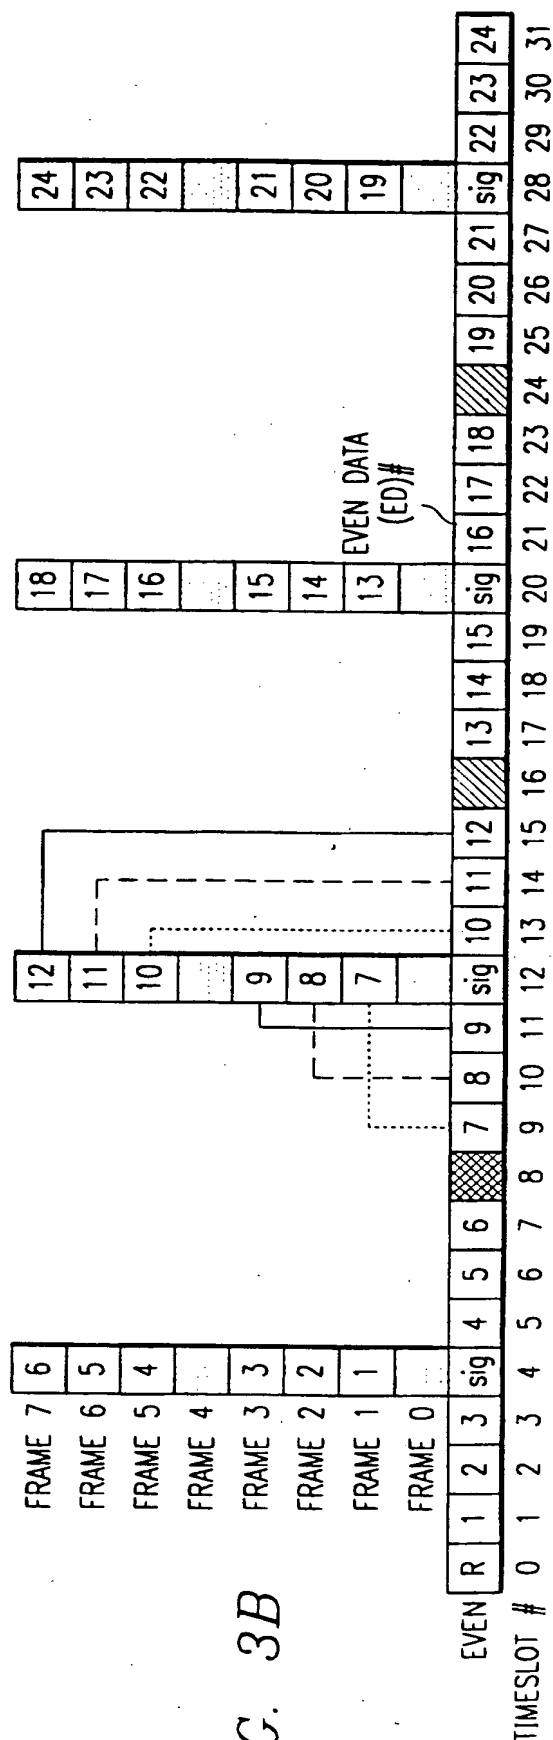 FRAME 7 6 12 18 24
FRAME 6 5 11 17 23
FRAME 5 4 10 16 22
FRAME 4
FRAME 3 3 9 15 21
FRAME 2 2 8 14 20
FRAME 1 1 7 13 19
FRAME 0
EVEN DATA
(ED)#
EVEN R 1 2 3 sig 4 5 6 7 8 9 sig 10 11 12 13 14 15 sig 16 17 18 19 20 21 sig 22 23 24
TIMESLOT # 0 1 2 3 4 5 6 7 8 9 10 11 12 13 14 15 16 17 18 19 20 21 22 23 24 25 26 27 28 29 30 31
G. 3B